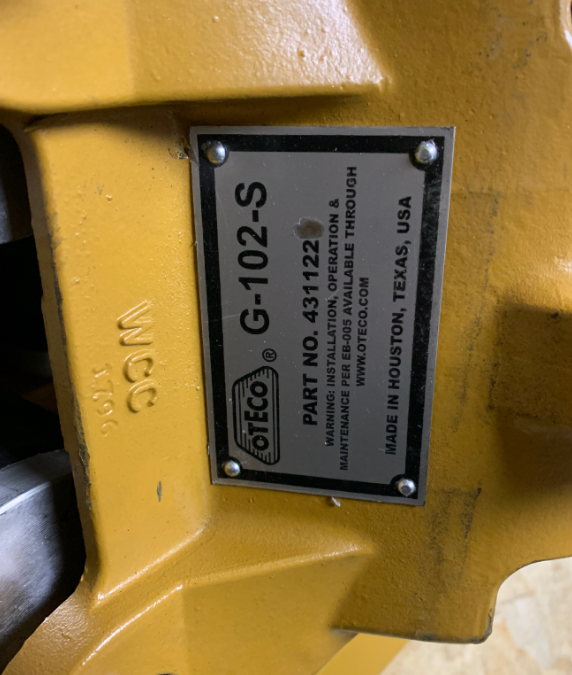 OTECO ® G-102-S
PART NO. 431122
WARNING: INSTALLATION, OPERATION &
MAINTENANCE PER EB-005 AVAILABLE THROUGH
WWW.OTECO.COM
MADE IN HOUSTON, TEXAS, USA
WCC
1796